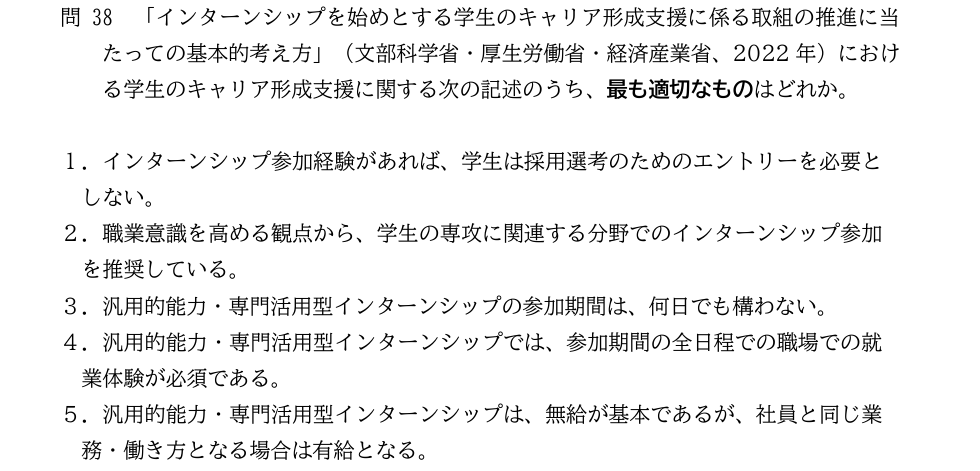 問 38 「インターンシップを始めとする学生のキャリア形成支援に係る取組の推進に当
たっての基本的考え方」（文部科学省・厚生労働省・経済産業省、2022 年）におけ
る学生のキャリア形成支援に関する次の記述のうち、最も適切なものはどれか。
１．インターンシップ参加経験があれば、学生は採用選考のためのエントリーを必要と
しない。
２．職業意識を高める観点から、学生の専攻に関連する分野でのインターンシップ参加
を推奨している。
３．汎用的能力・専門活用型インターンシップの参加期間は、何日でも構わない。
４．汎用的能力・専門活用型インターンシップでは、参加期間の全日程での職場での就
業体験が必須である。
５．汎用的能力・専門活用型インターンシップは、無給が基本であるが、社員と同じ業
務・働き方となる場合は有給となる。